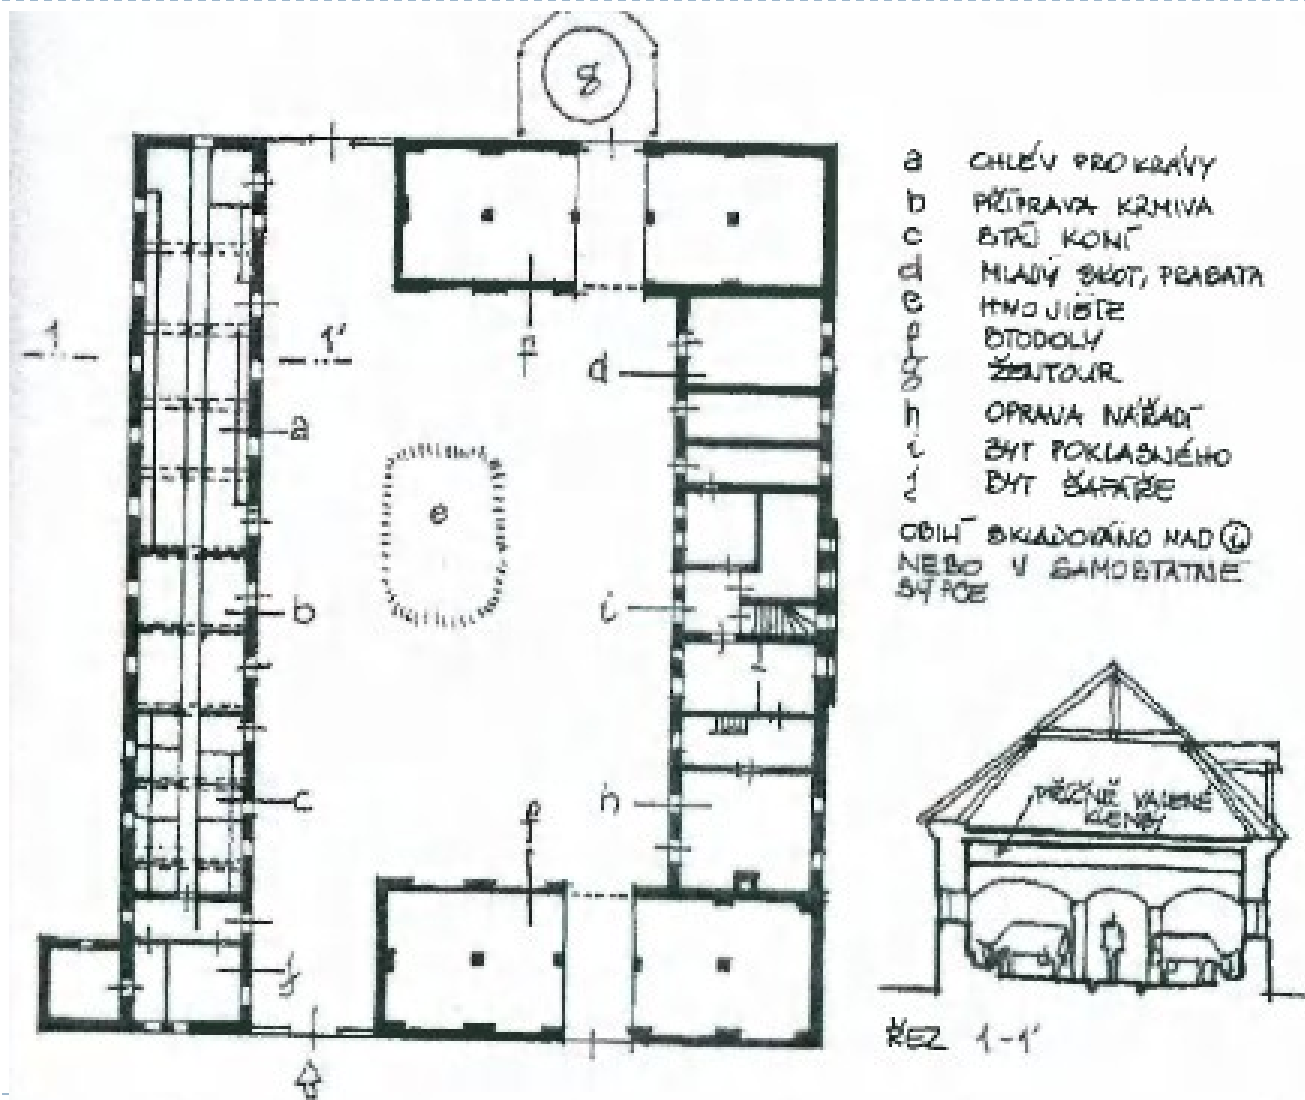 g
1
1'
f
d
a
e
b
i
c
h
f
j
a CHLÉV PRO KRÁVY
b PŘÍPRAVA KRMIVA
c STÁJ KONÍ
d MLADÝ SKOT, PRASATA
e HNOJIŠTĚ
f STODOLY
g ŽENTOUR
h OPRAVA NÁŘADÍ
i BYT POKLASNÉHO
j BYT ŠAFÁŘE
OBILÍ SKLADOVÁNO NAD i
NEBO V SAMOSTATNÉ
SÝPCE
PŘÍČNĚ VALENÉ
KLENBY
ŘEZ 1-1'